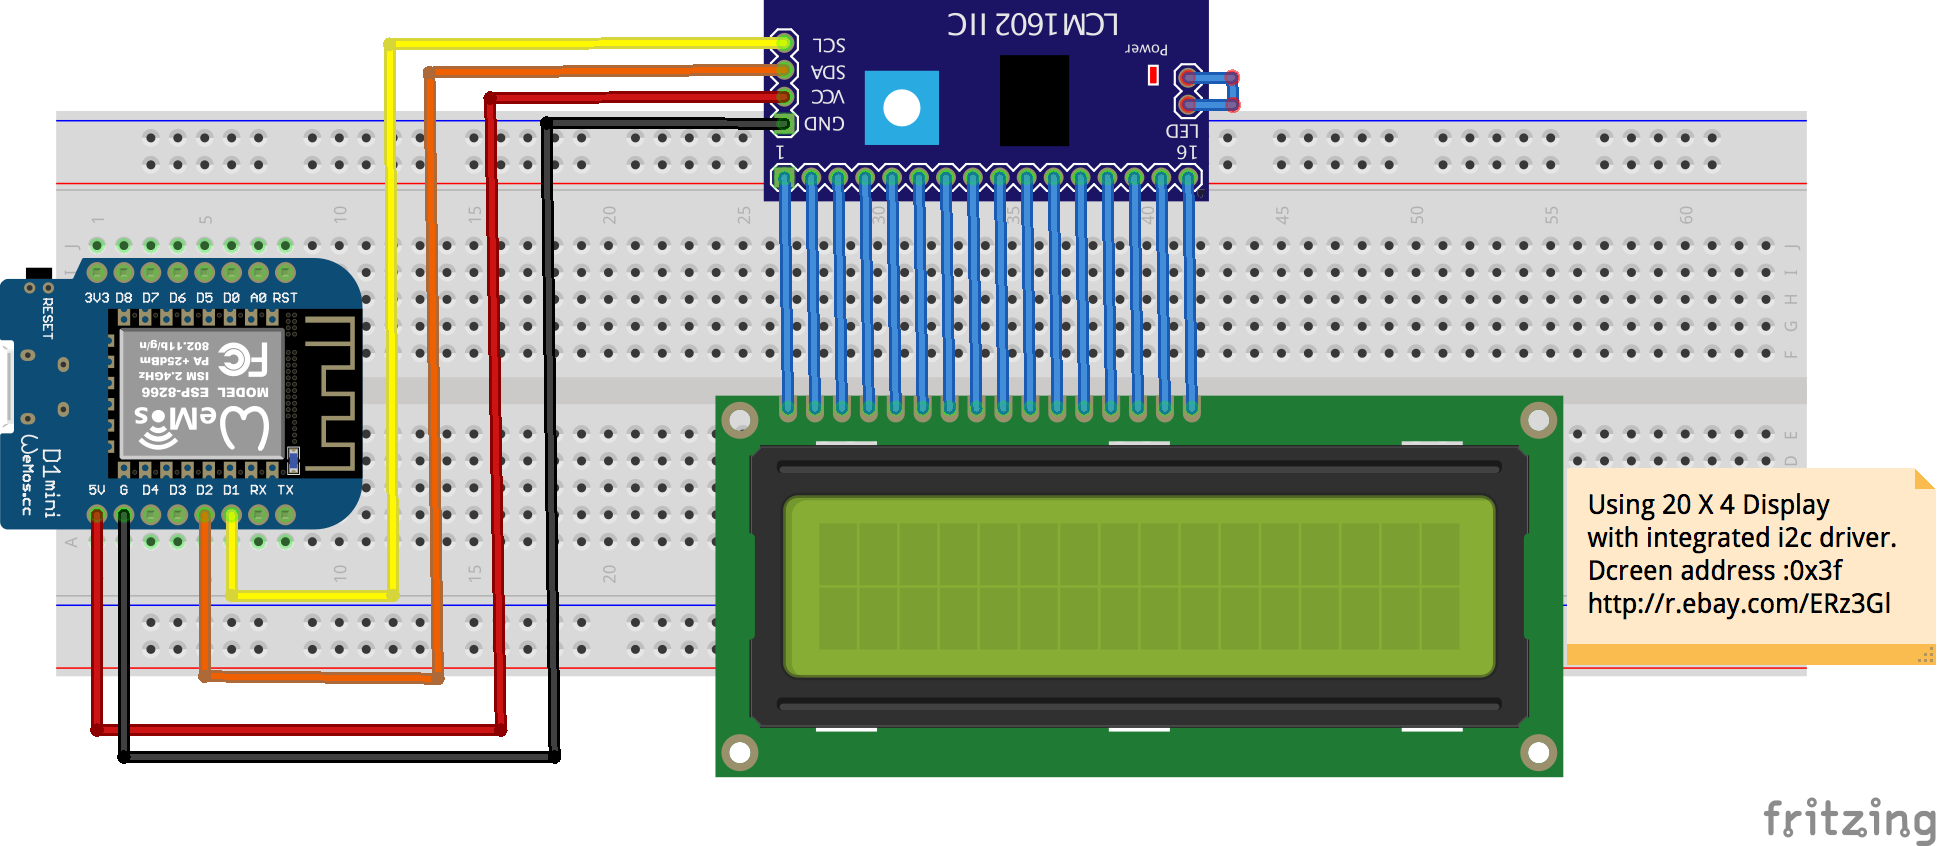 LCM1602 IIC
SCL
SDA
VCC
GND
Power
LED
1
16
1 5 10 15 20 25 30 35 40 45 50 55 60
J J
I
H
G
F
3V3 D8 D7 D6 D5 D0 A0 RST
RESET
802.11b/g/n
PA +25dBm
ISM 2.4GHz
MODEL ESP-8266
FC
WeMos
D1mini
WeMos.cc
5V G D4 D3 D2 D1 RX TX
E
D
A
10 15 20
Using 20 X 4 Display
with integrated i2c driver.
Dcreen address :0x3f
http://r.ebay.com/ERz3Gl
fritzing